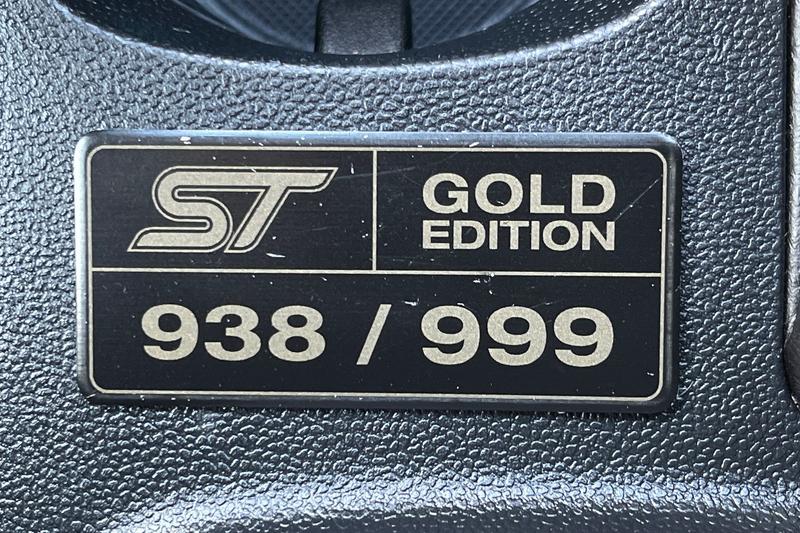 ST
GOLD
EDITION
938 / 999